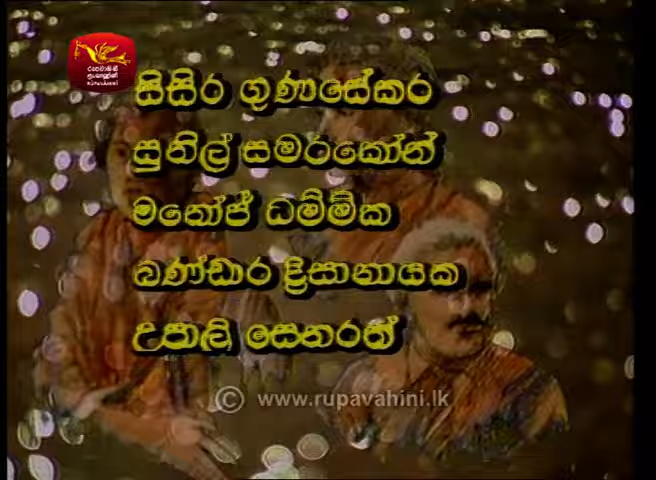 සිසිර ගුණසේකර
සුනිල් සමරකෝන්
මනෝජ් ධම්මික
බණ්ඩාර දිසානායක
උපාලි සෙනරත්
© www.rupavahini.lk